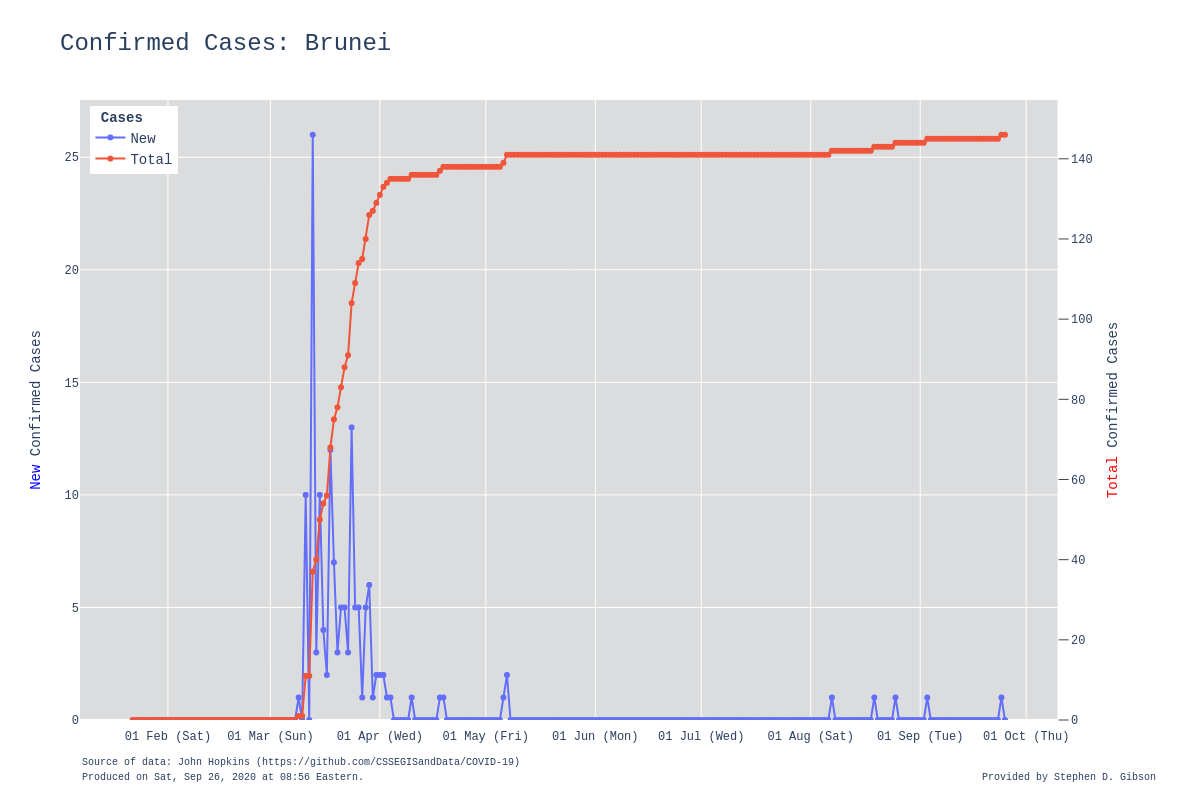 Confirmed Cases: Brunei
Cases
New
Total
25
20
15
10
5
0
140
120
100
80
60
40
20
0
New Confirmed Cases
Total Confirmed Cases
01 Feb (Sat) 01 Mar (Sun) 01 Apr (Wed) 01 May (Fri) 01 Jun (Mon) 01 Jul (Wed) 01 Aug (Sat) 01 Sep (Tue) 01 Oct (Thu)
Source of data: John Hopkins (https://github.com/CSSEGISandData/COVID-19)
Produced on Sat, Sep 26, 2020 at 08:56 Eastern.
Provided by Stephen D. Gibson